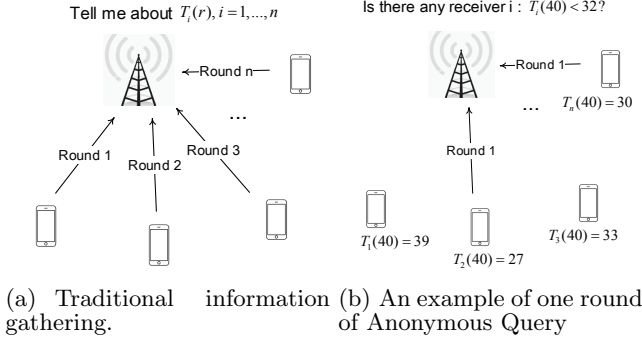 Tell me about T_i(r), i = 1,...,n
Round n
...
Round 1
Round 2
Round 3
(a) Traditional information
gathering.
Is there any receiver i : T_i(40) < 32?
Round 1
...
T_n(40) = 30
Round 1
T_1(40) = 39
T_2(40) = 27
T_3(40) = 33
(b) An example of one round
of Anonymous Query